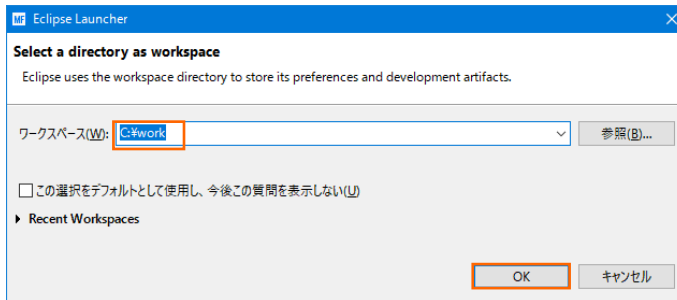 MF Eclipse Launcher
Select a directory as workspace
Eclipse uses the workspace directory to store its preferences and development artifacts.
ワークスペース(W): C:¥work 参照(B)...
この選択をデフォルトとして使用し、今後この質問を表示しない(U)
Recent Workspaces
OK キャンセル